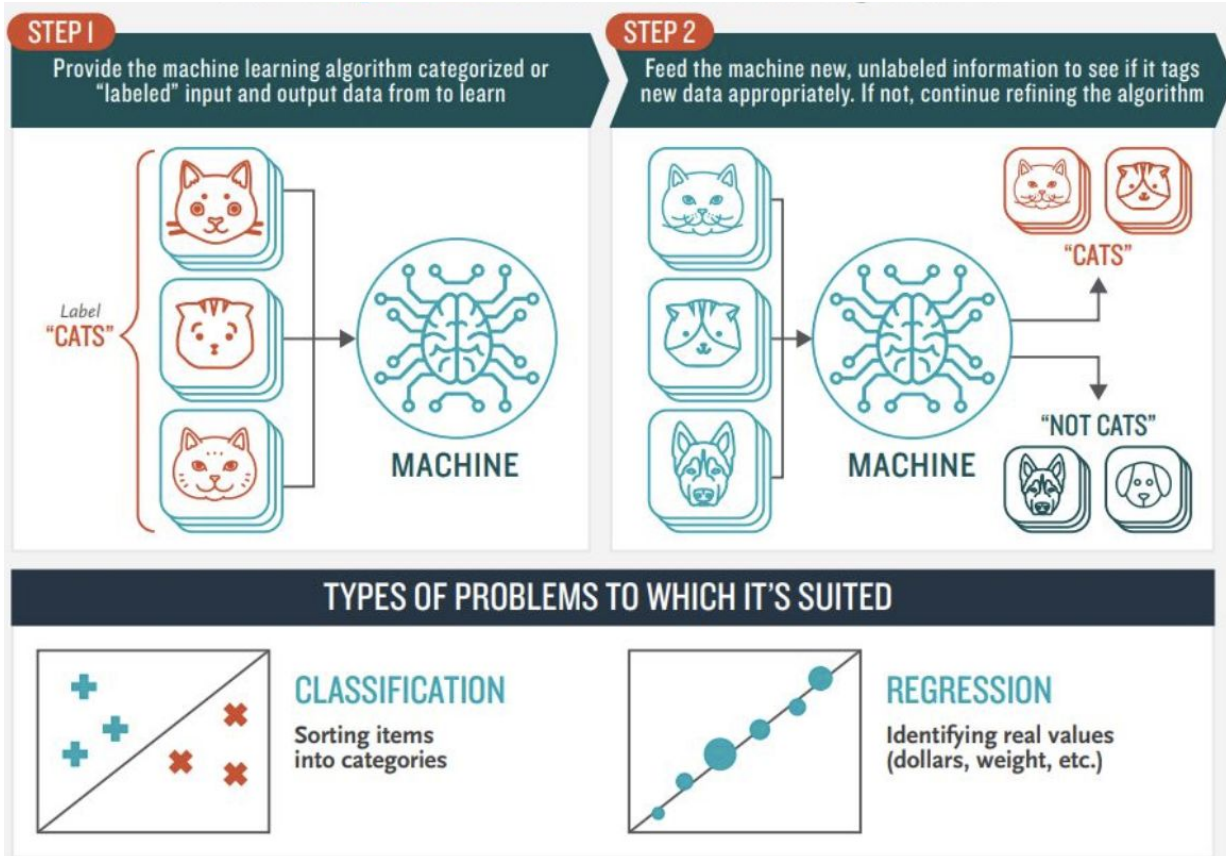 STEP 1
Provide the machine learning algorithm categorized or
“labeled” input and output data from to learn
Label
“CATS”
MACHINE
STEP 2
Feed the machine new, unlabeled information to see if it tags
new data appropriately. If not, continue refining the algorithm
MACHINE
“CATS”
“NOT CATS”
TYPES OF PROBLEMS TO WHICH IT’S SUITED
CLASSIFICATION
Sorting items
into categories
REGRESSION
Identifying real values
(dollars, weight, etc.)